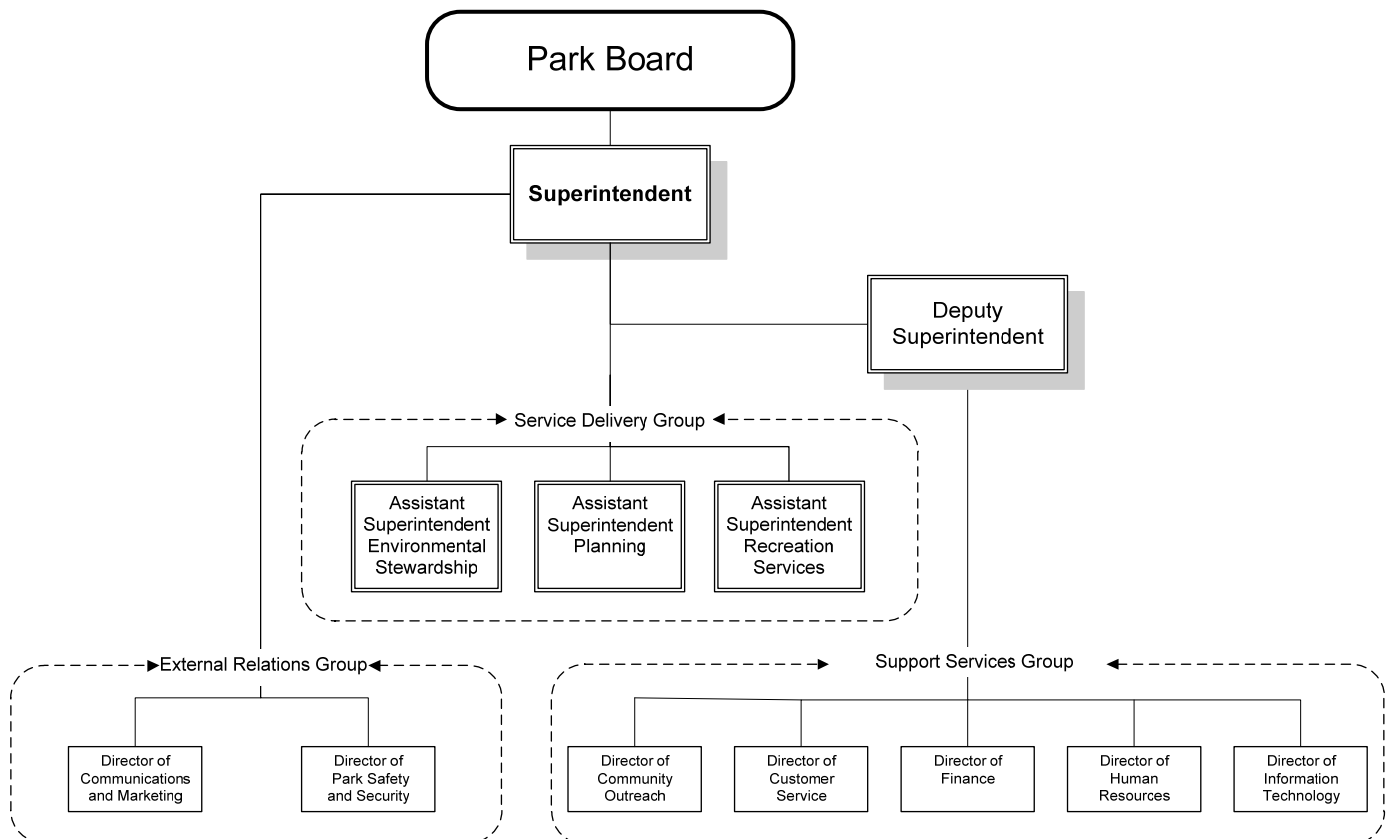 Park Board
Superintendent
Deputy
Superintendent
Service Delivery Group
Assistant
Superintendent
Environmental
Stewardship
Assistant
Superintendent
Planning
Assistant
Superintendent
Recreation
Services
External Relations Group
Director of
Communications
and Marketing
Director of
Park Safety
and Security
Support Services Group
Director of
Community
Outreach
Director of
Customer
Service
Director of
Finance
Director of
Human
Resources
Director of
Information
Technology